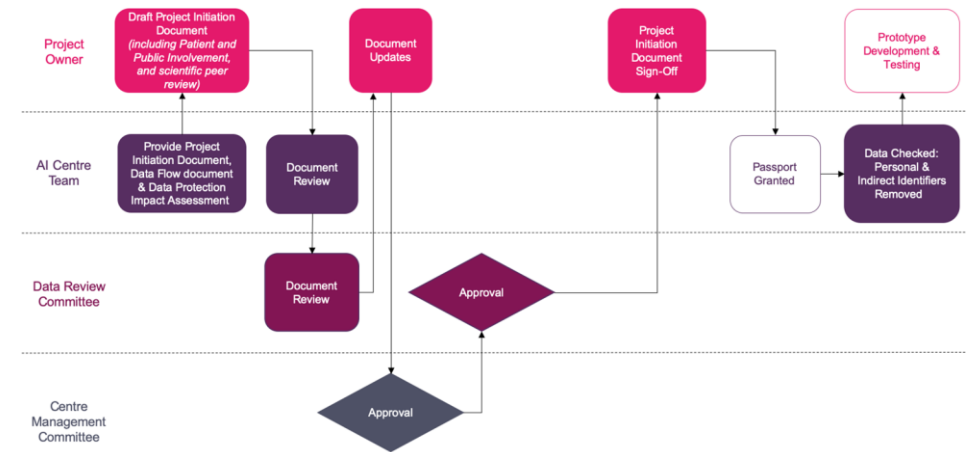 Project
Owner
Draft Project Initiation
Document
(including Patient and
Public Involvement,
and scientific peer
review)
Document
Updates
Project
Initiation
Document
Sign-Off
Prototype
Development &
Testing
AI Centre
Team
Provide Project
Initiation Document,
Data Flow document
& Data Protection
Impact Assessment
Document
Review
Passport
Granted
Data Checked:
Personal &
Indirect Identifiers
Removed
Data Review
Committee
Document
Review
Approval
Centre
Management
Committee
Approval